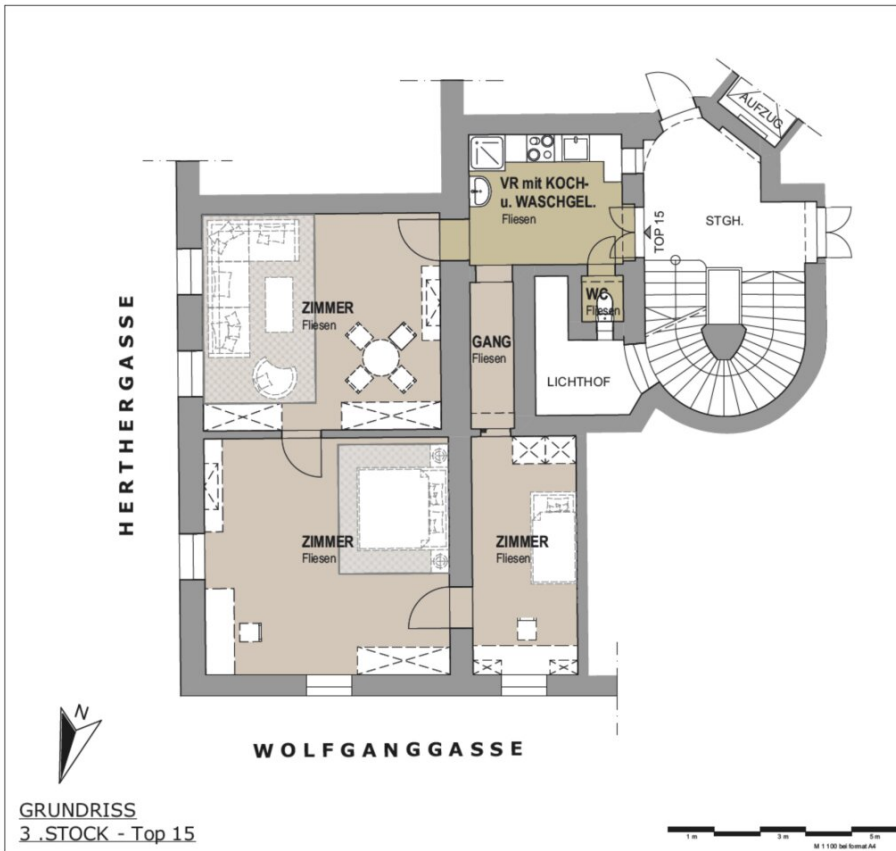 AUFZUG
VR mit KOCH-
u. WASCHGEL.
Fliesen
TOP 15
STGH.
ZIMMER
Fliesen
WC
Fliesen
GANG
Fliesen
LICHTHOF
HERTHERGASSE
ZIMMER
Fliesen
ZIMMER
Fliesen
N
WOLFGANGGASSE
GRUNDRISS
3 .STOCK - Top 15
1 m 3 m 5 m
M 1 100 bei format A4